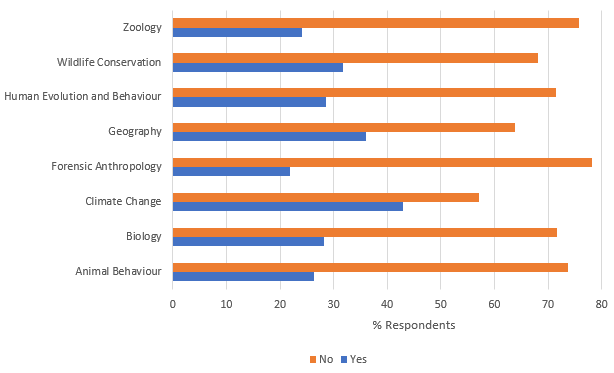 Zoology
Wildlife Conservation
Human Evolution and Behaviour
Geography
Forensic Anthropology
Climate Change
Biology
Animal Behaviour
0 10 20 30 40 50 60 70 80
% Respondents
No Yes